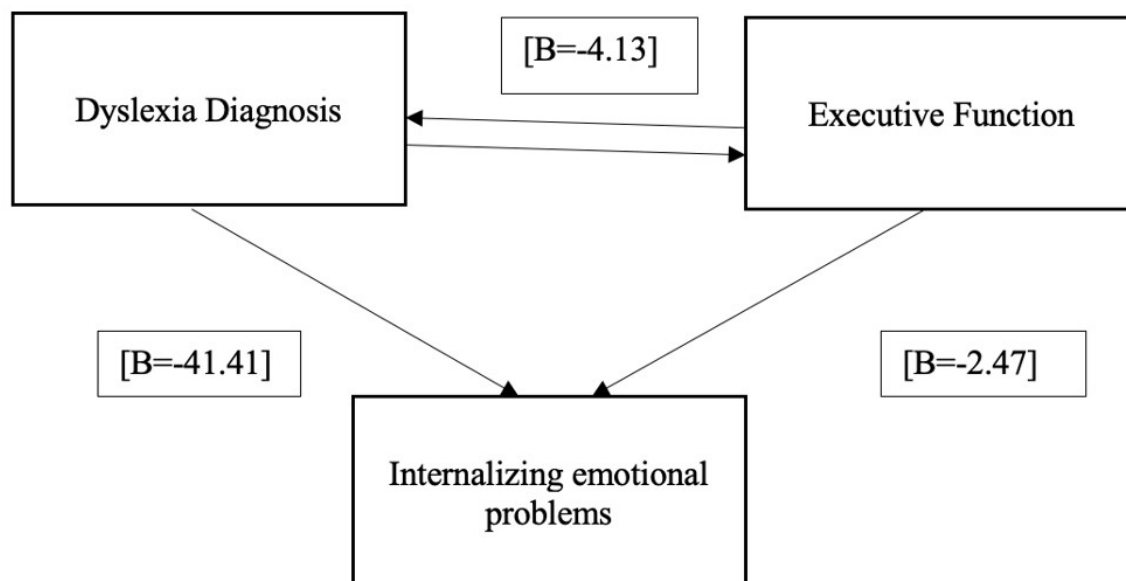 [B=-4.13]
Dyslexia Diagnosis
Executive Function
[B=-41.41]
[B=-2.47]
Internalizing emotional
problems